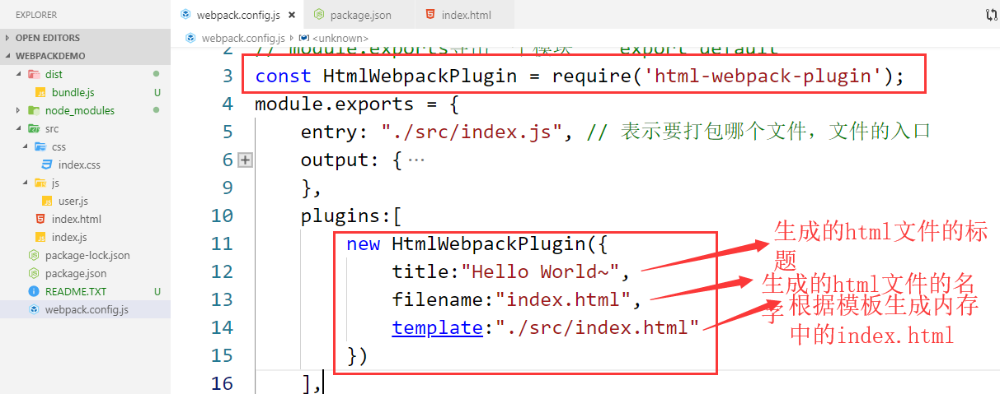 EXPLORER
OPEN EDITORS
WEBPACKDEMO
dist
bundle.js U
node_modules
src
css
index.css
js
user.js
index.html
index.js
package-lock.json
package.json
README.TXT U
webpack.config.js
webpack.config.js × package.json index.html
webpack.config.js <unknown>
2 // module.exports导出一个模块 export default
3 const HtmlWebpackPlugin = require('html-webpack-plugin');
4 module.exports = {
5 entry: "./src/index.js", // 表示要打包哪个文件，文件的入口
6 output: {…
9 },
10 plugins:[
11 new HtmlWebpackPlugin({
12 title:"Hello World~",
13 filename:"index.html",
14 template:"./src/index.html"
15 })
16 ],
生成的html文件的标
题
生成的html文件的名
字
根据模板生成内存
中的index.html